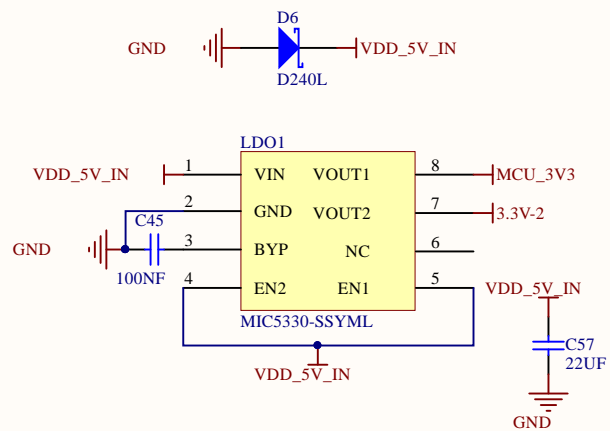 D6
GND
VDD_5V_IN
D240L
LDO1
VDD_5V_IN
1
VIN
VOUT1
8
MCU_3V3
2
GND
VOUT2
7
3.3V-2
C45
GND
100NF
3
BYP
NC
6
4
EN2
EN1
5
VDD_5V_IN
MIC5330-SSYML
VDD_5V_IN
C57
22UF
GND